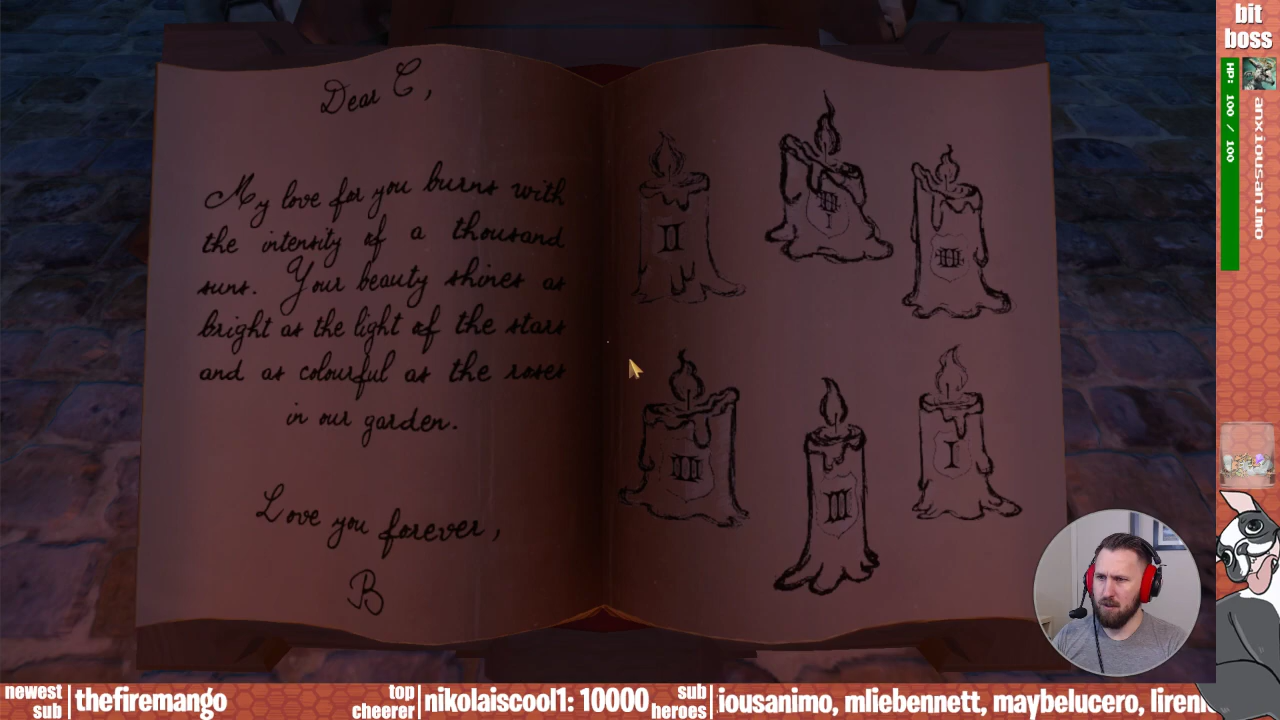 bit
boss
HP: 100 / 100
anxiousanimo
Dear C,
My love for you burns with
the intensity of a thousand
suns. Your beauty shines as
bright as the light of the stars
and as colourful as the roses
in our garden.
Love you forever,
B
II
III
III
I
newest
sub
thefiremango
top
cheerer
nikolaiscool1: 10000
sub
heroes
iousanimo, mliebennett, maybelucero,